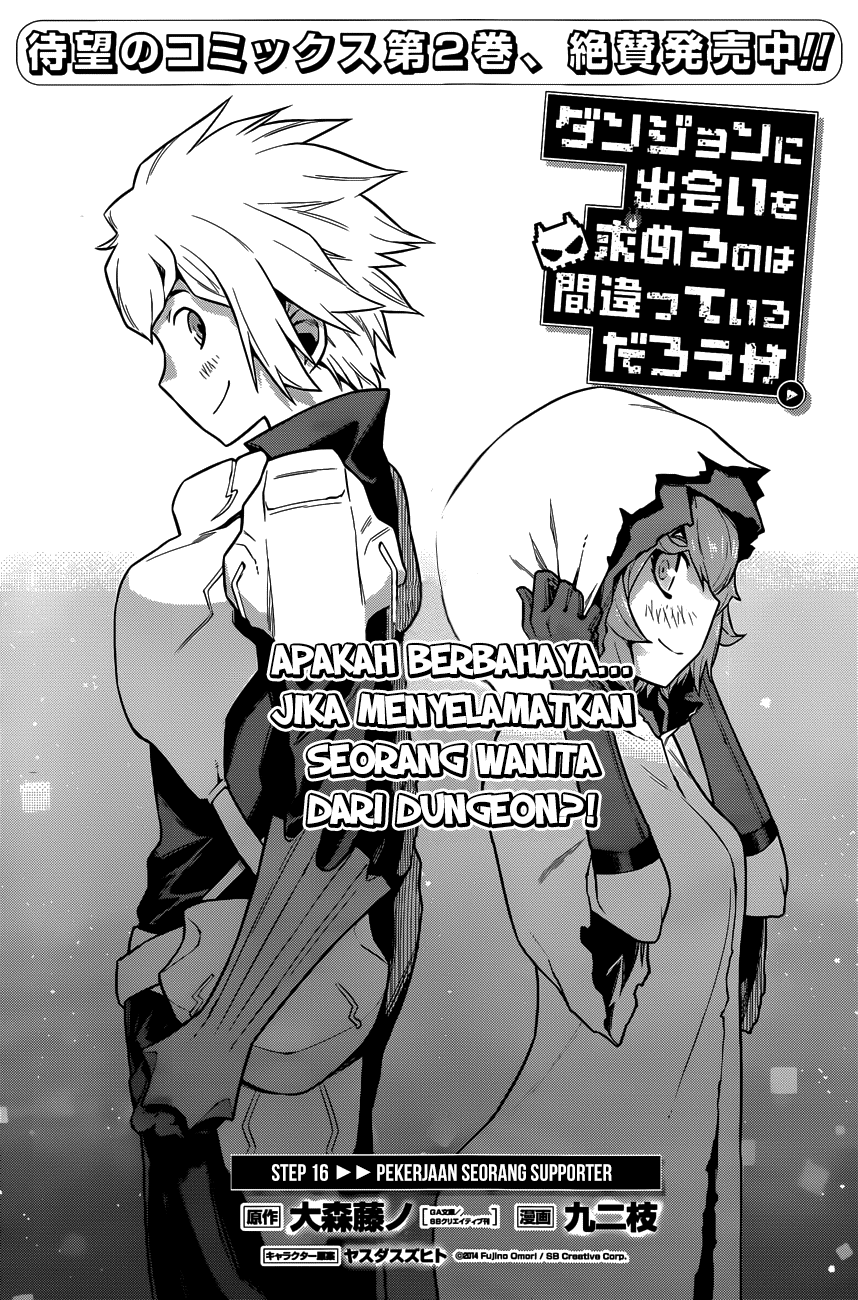 待望のコミックス第2巻、絶賛発売中!!
ダンジョンに
出会いを
求めるのは
間違っている
だろうか
APAKAH BERBAHAYA...
JIKA MENYELAMATKAN
SEORANG WANITA
DARI DUNGEON?!
STEP 16 ►► PEKERJAAN SEORANG SUPPORTER
原作 大森藤ノ [GA文庫/SBクリエイティブ刊] 漫画 九二枝
キャラクター原案 ヤスダスズヒト ©2014 Fujino Omori / SB Creative Corp.